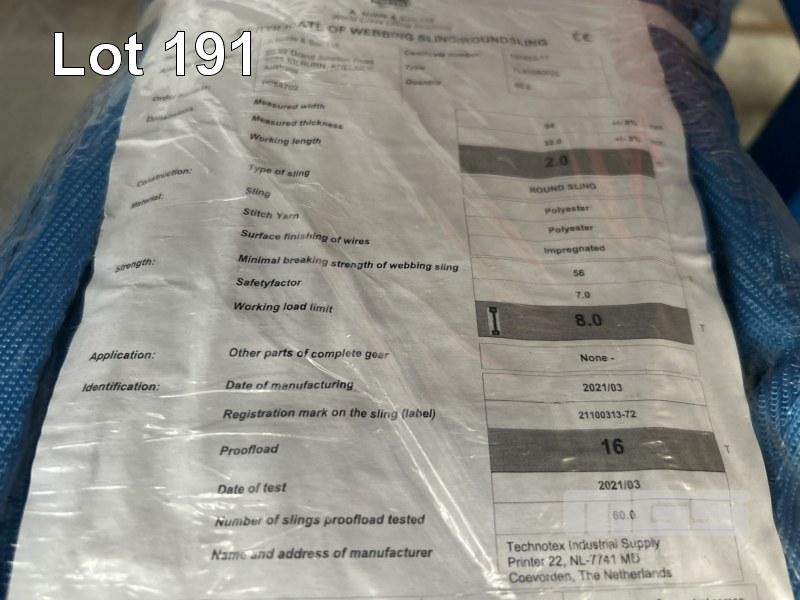 Lot 191
OF WEBBING SLING/ROUNDSLING CE
Type
Measured width +/- 8%
Measured thickness +/- 3%
Working length 2.0
Construction: Type of sling ROUND SLING
Material: Sling Polyester
Stitch Yarn Polyester
Surface finishing of wires Impregnated
Strength: Minimal breaking strength of webbing sling 56 T
Safetyfactor 7.0
Working load limit 8.0 T
Application: Other parts of complete gear None -
Identification: Date of manufacturing 2021/03
Registration mark on the sling (label) 21100313-72
Proofload 16 T
Date of test 2021/03
Number of slings proofload tested 60.0
Name and address of manufacturer Technotex Industrial Supply
Printer 22, NL-7741 MD
Coevorden, The Netherlands